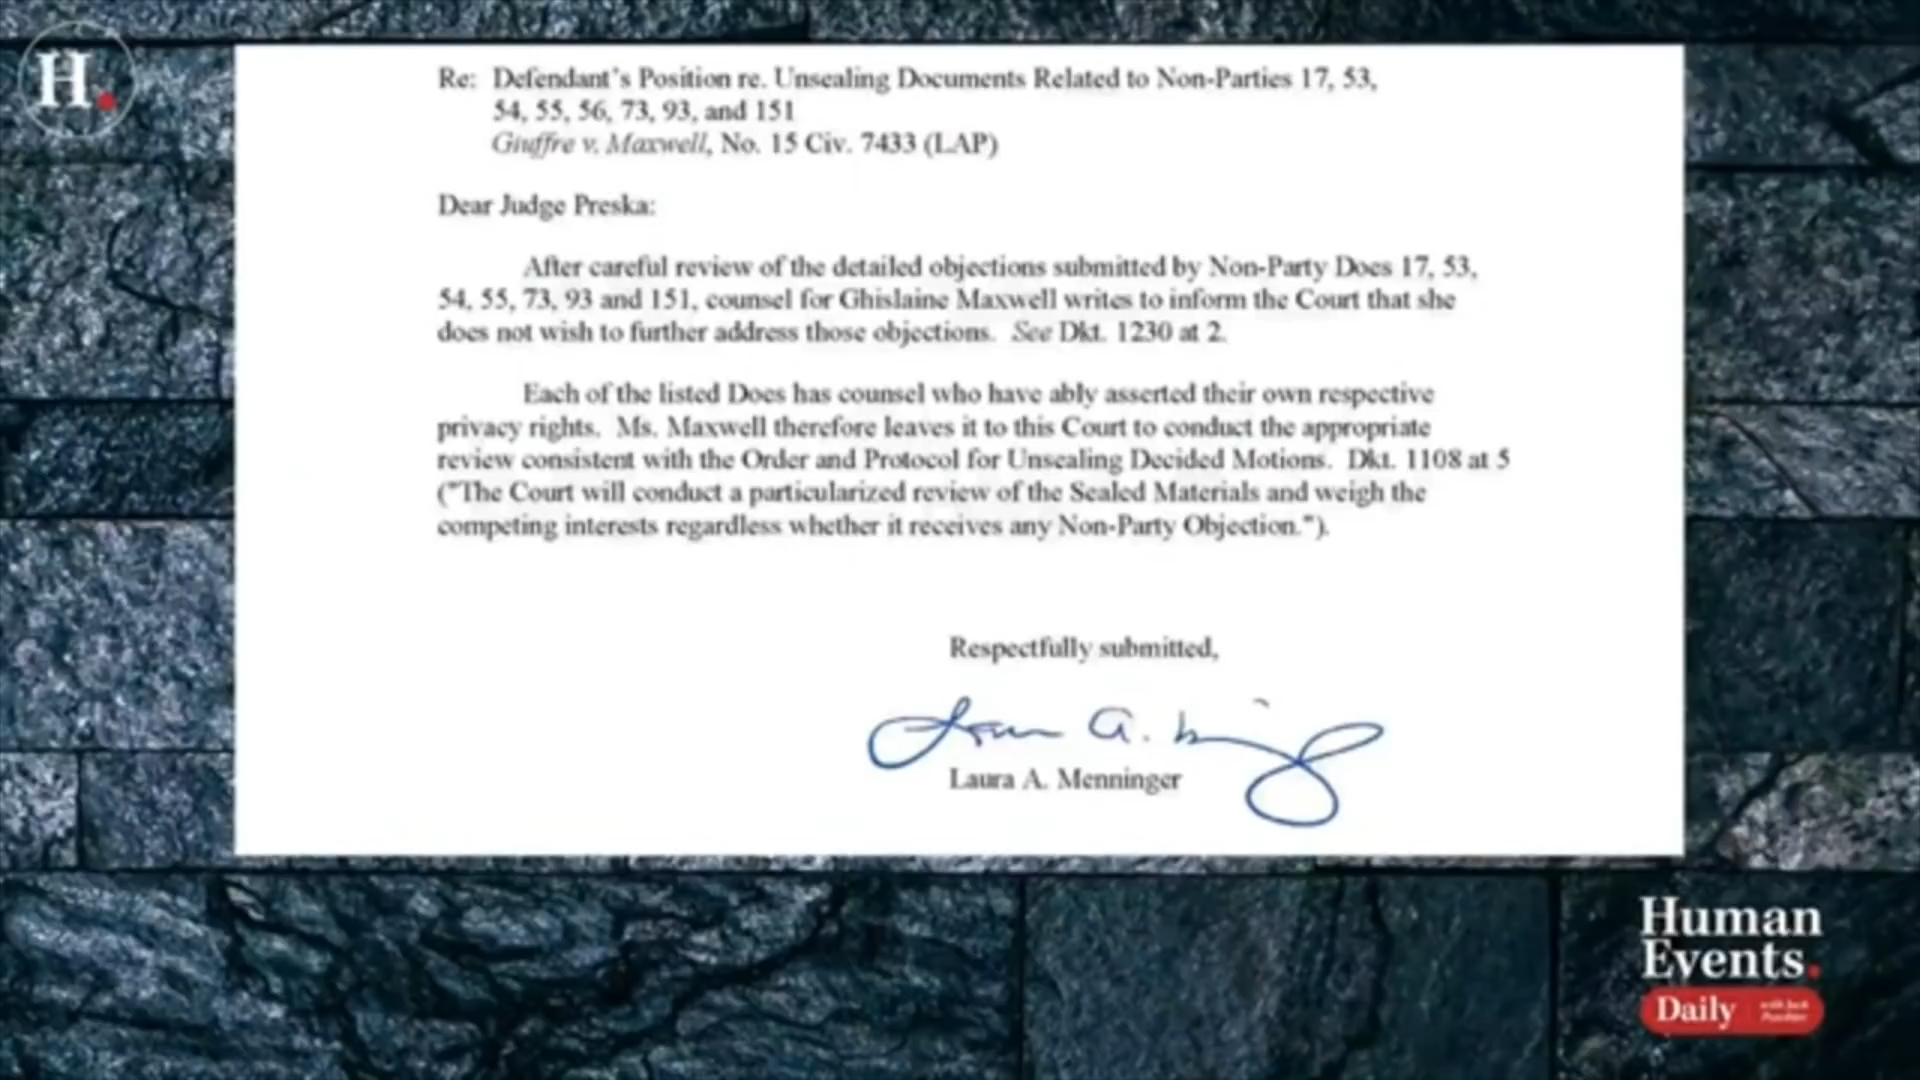 H.
Re: Defendant's Position re. Unsealing Documents Related to Non-Parties 17, 53,
54, 55, 56, 73, 93, and 151
Giuffre v. Maxwell, No. 15 Civ. 7433 (LAP)
Dear Judge Preska:
After careful review of the detailed objections submitted by Non-Party Does 17, 53,
54, 55, 73, 93 and 151, counsel for Ghislaine Maxwell writes to inform the Court that she
does not wish to further address those objections. See Dkt. 1230 at 2.
Each of the listed Does has counsel who have ably asserted their own respective
privacy rights. Ms. Maxwell therefore leaves it to this Court to conduct the appropriate
review consistent with the Order and Protocol for Unsealing Decided Motions. Dkt. 1108 at 5
("The Court will conduct a particularized review of the Sealed Materials and weigh the
competing interests regardless whether it receives any Non-Party Objection.").
Respectfully submitted,
Laura A. Menninger
Human
Events.
Daily